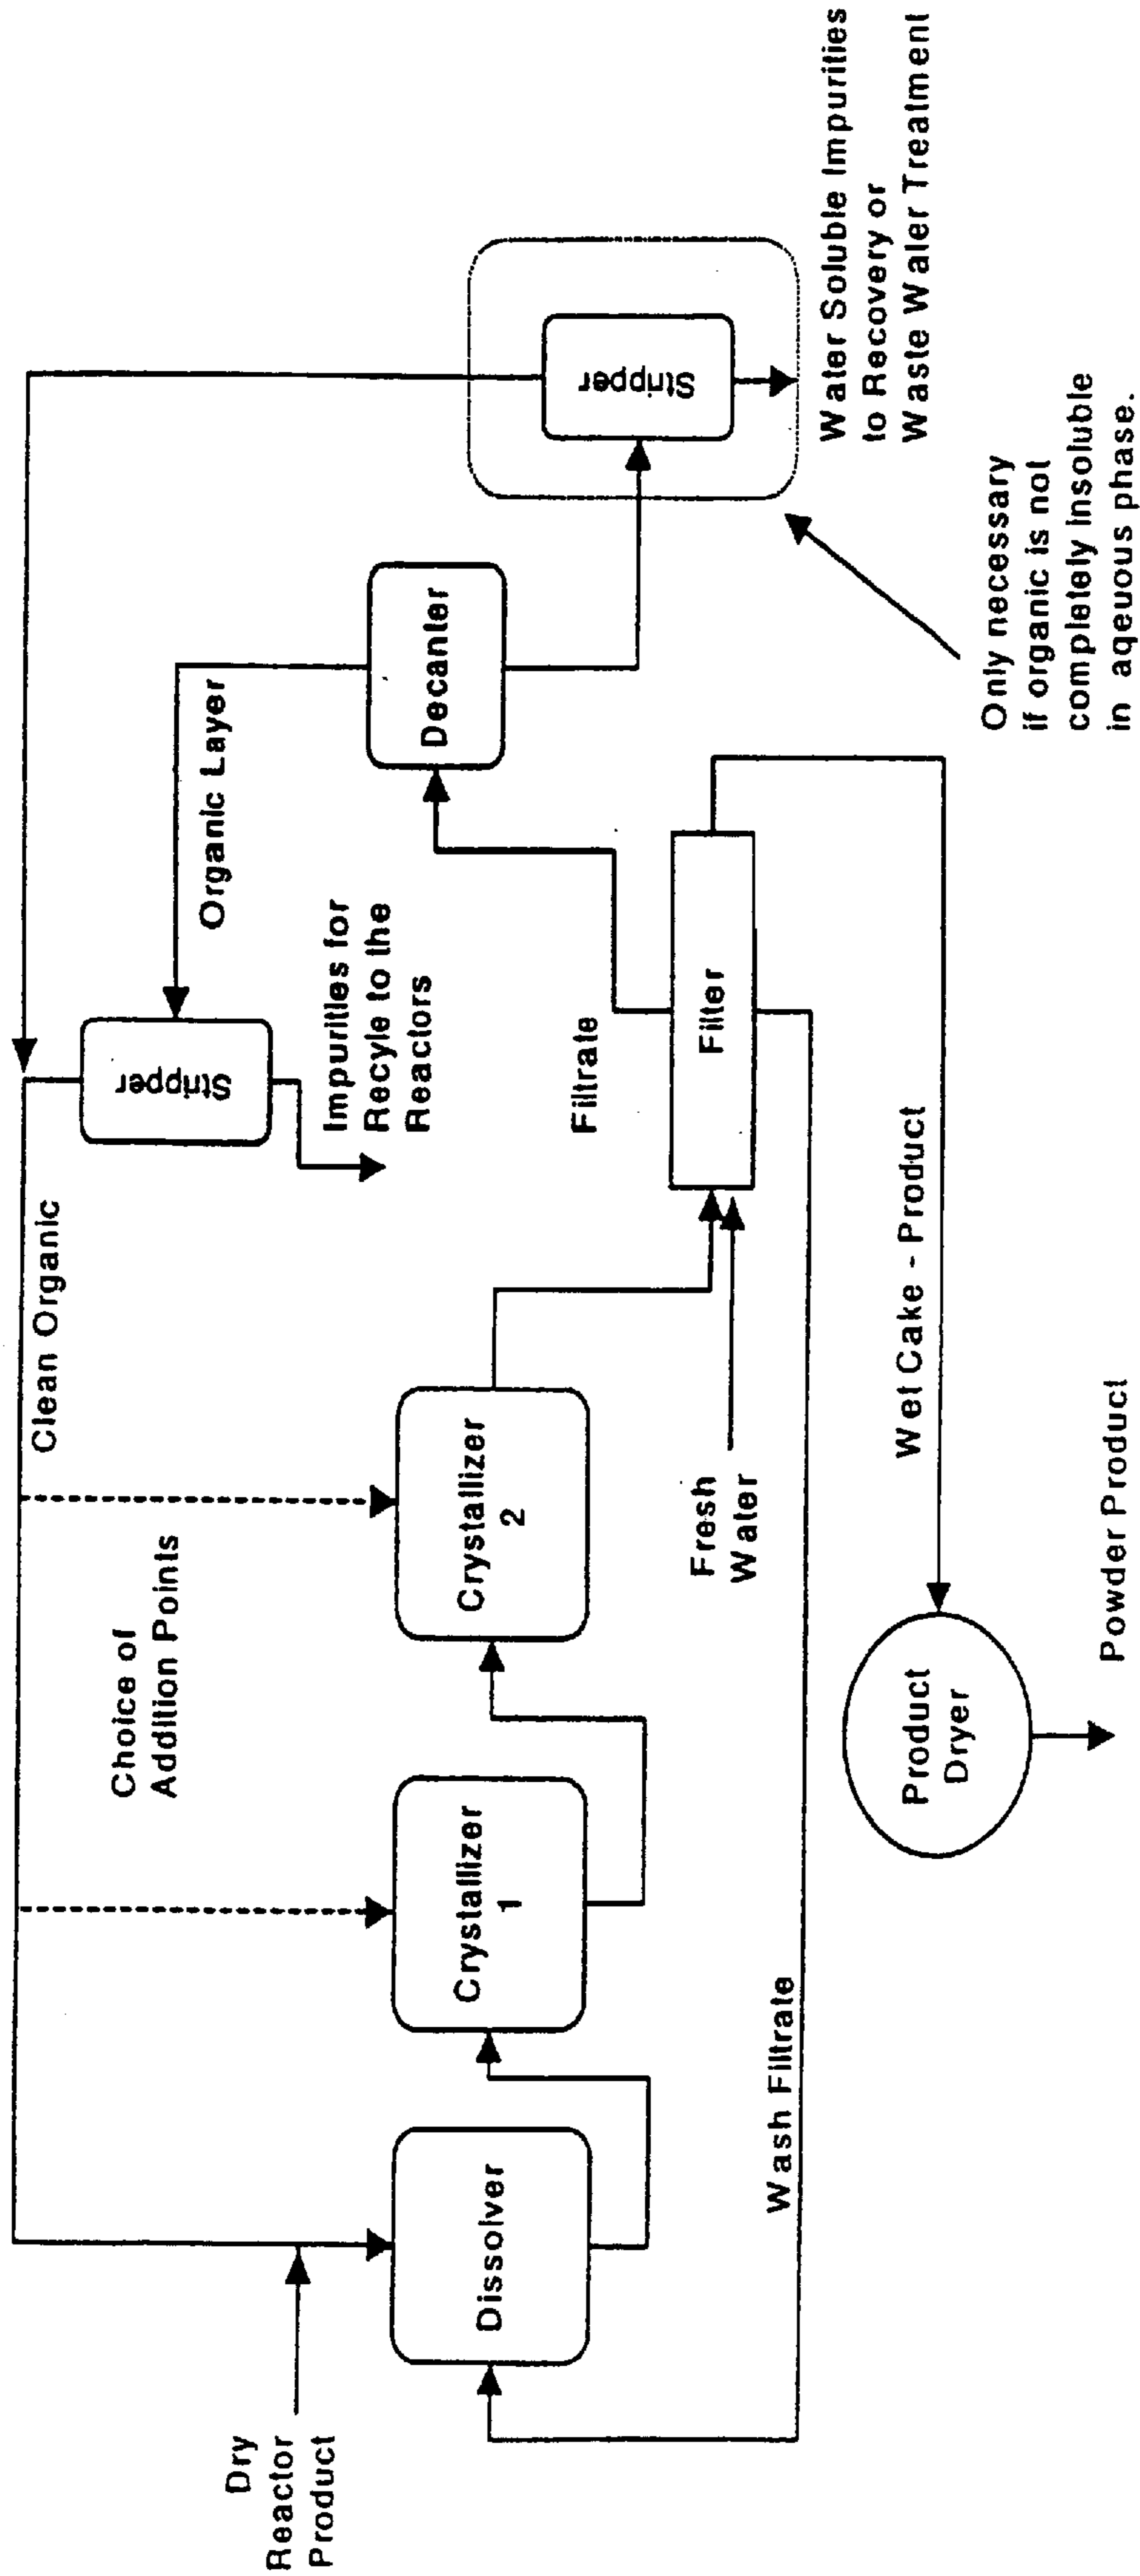 Clean Organic
Choice of
Addition Points
Dry
Reactor
Product
Dissolver
Crystallizer
1
Crystallizer
2
Stripper
Organic Layer
Impurities for
Recyle to the
Reactors
Filtrate
Decanter
Stripper
Fresh
Water
Filter
Wash Filtrate
Wet Cake - Product
Product
Dryer
Powder Product
Water Soluble Impurities
to Recovery or
Waste Water Treatment
Only necessary
if organic is not
completely insoluble
in aqeuous phase.